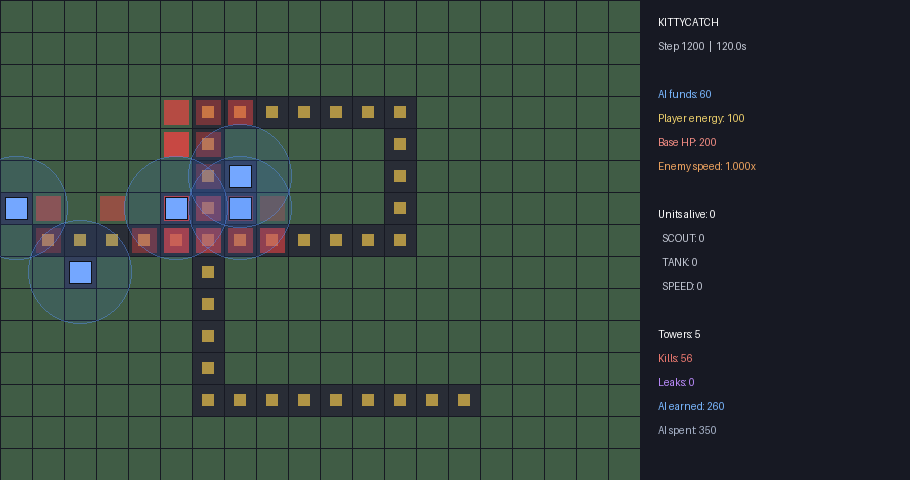 KITTYCATCH
Step 1200 | 120.0s
AI funds: 60
Player energy: 100
Base HP: 200
Enemy speed: 1.000x
Units alive: 0
SCOUT: 0
TANK: 0
SPEED: 0
Towers: 5
Kills: 56
Leaks: 0
AI earned: 260
AI spent: 350